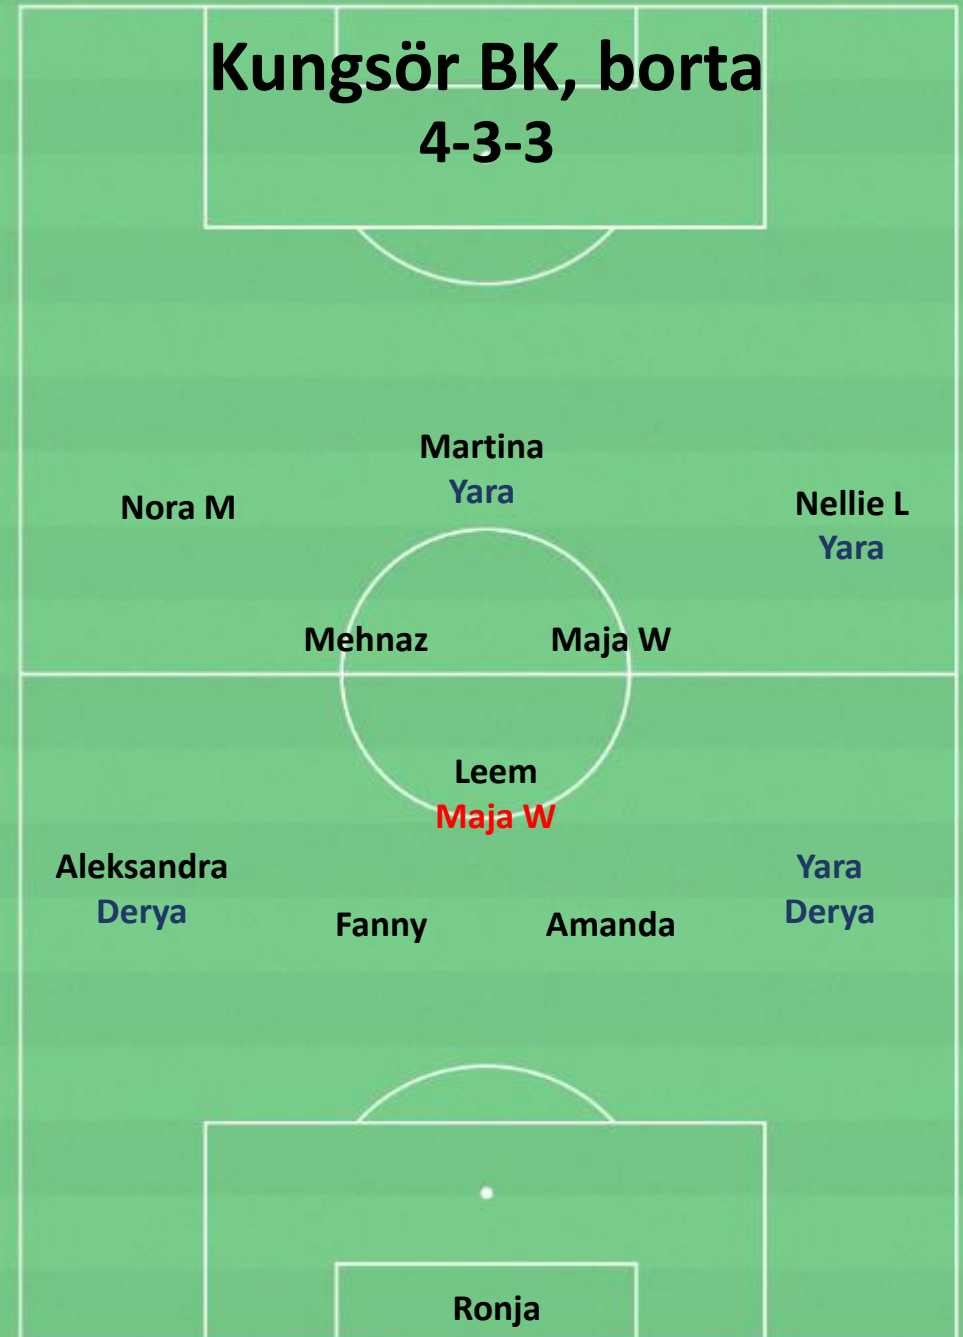 Kungsör BK, borta
4-3-3
Martina
Yara
Nora M
Nellie L
Yara
Mehnaz
Maja W
Leem
Maja W
Aleksandra
Derya
Fanny
Amanda
Yara
Derya
Ronja